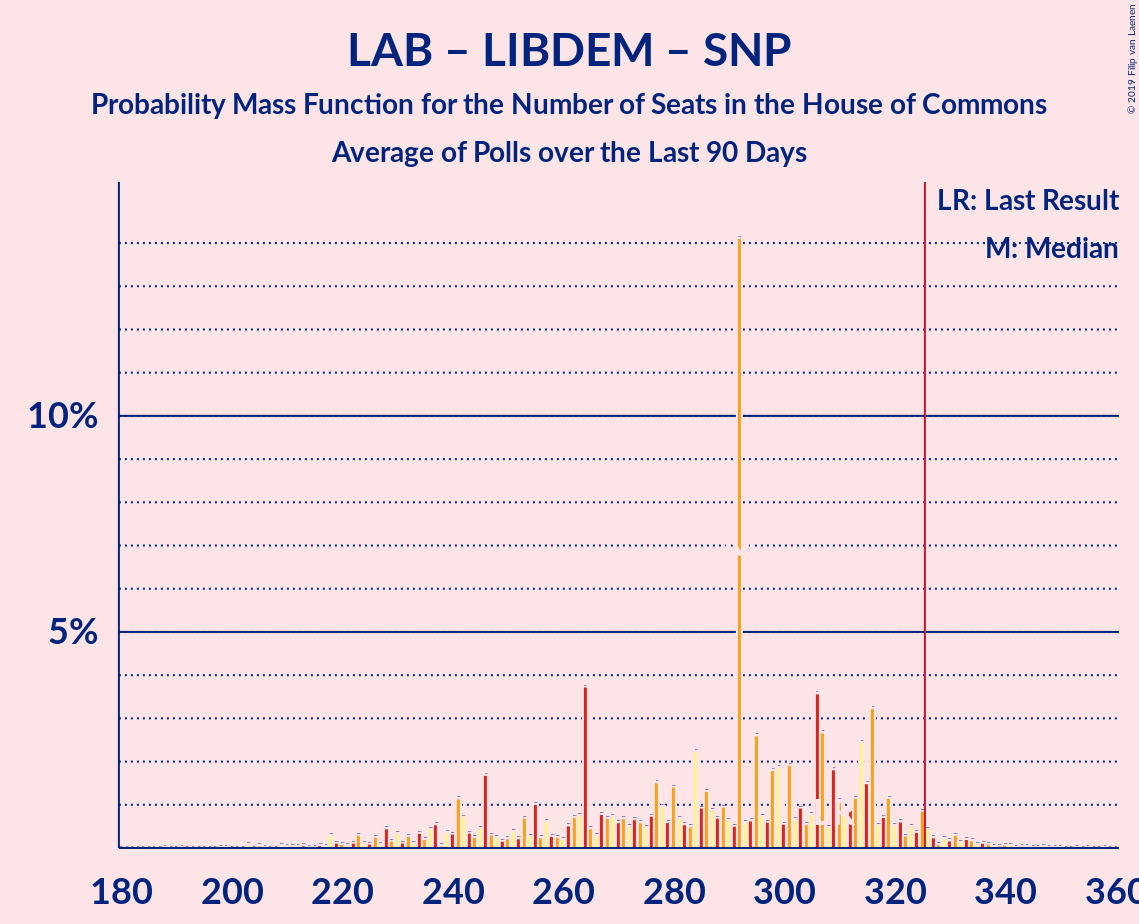 LAB – LIBDEM – SNP
Probability Mass Function for the Number of Seats in the House of Commons
Average of Polls over the Last 90 Days
© 2019 Filip van Laenen
LR: Last Result
M: Median
10%
5%
180 200 220 240 260 280 300 320 340 360